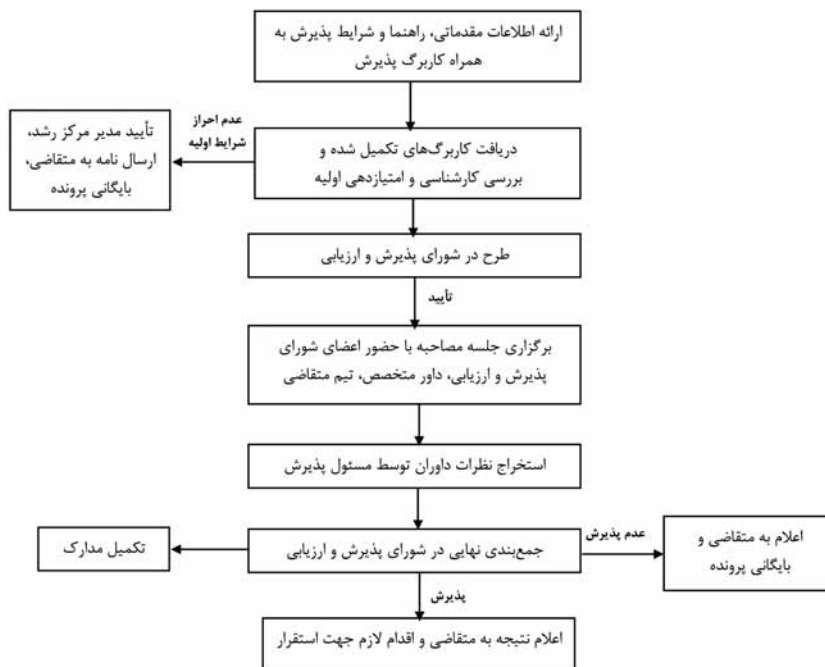 ارائه اطلاعات مقدماتی، راهنما و شرایط پذیرش به
همراه کاربرگ پذیرش
عدم احراز
شرایط اولیه
دریافت کاربرگ‌های تکمیل شده و
بررسی کارشناسی و امتیازدهی اولیه
تأیید مدیر مرکز رشد،
ارسال نامه به متقاضی،
بایگانی پرونده
طرح در شورای پذیرش و ارزیابی
تأیید
برگزاری جلسه مصاحبه با حضور اعضای شورای
پذیرش و ارزیابی، داور متخصص، تیم متقاضی
استخراج نظرات داوران توسط مسئول پذیرش
جمع‌بندی نهایی در شورای پذیرش و ارزیابی
عدم پذیرش
اعلام به متقاضی و
بایگانی پرونده
تکمیل مدارک
پذیرش
اعلام نتیجه به متقاضی و اقدام لازم جهت استقرار